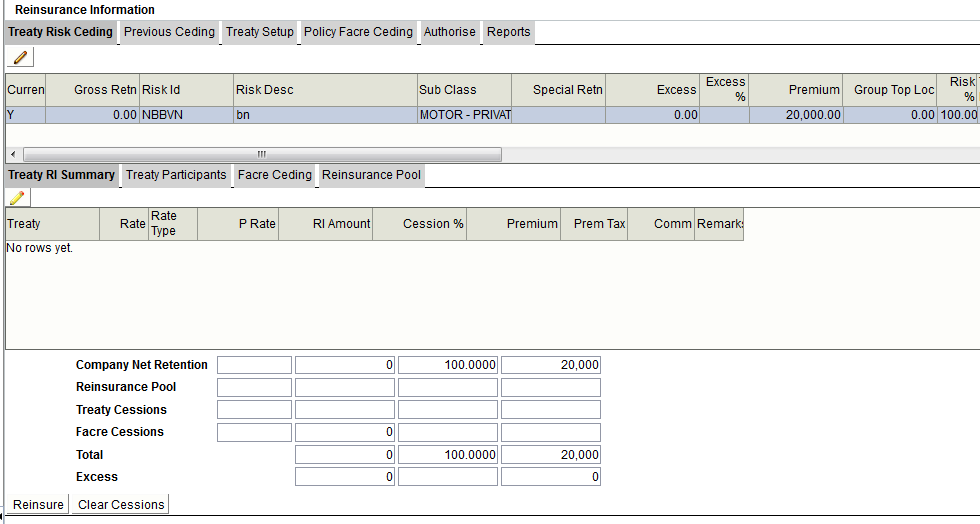 Reinsurance Information
Treaty Risk Ceding Previous Ceding Treaty Setup Policy Facre Ceding Authorise Reports
Curren Gross Retn Risk Id Risk Desc Sub Class Special Retn Excess Excess % Premium Group Top Loc Risk %
Y 0.00 NBBVN bn MOTOR - PRIVAT 0.00 20,000.00 0.00 100.00
Treaty RI Summary Treaty Participants Facre Ceding Reinsurance Pool
Treaty Rate Rate Type P Rate RI Amount Cession % Premium Prem Tax Comm Remarks
No rows yet.
Company Net Retention 0 100.0000 20,000
Reinsurance Pool
Treaty Cessions
Facre Cessions 0
Total 0 100.0000 20,000
Excess 0 0
Reinsure Clear Cessions